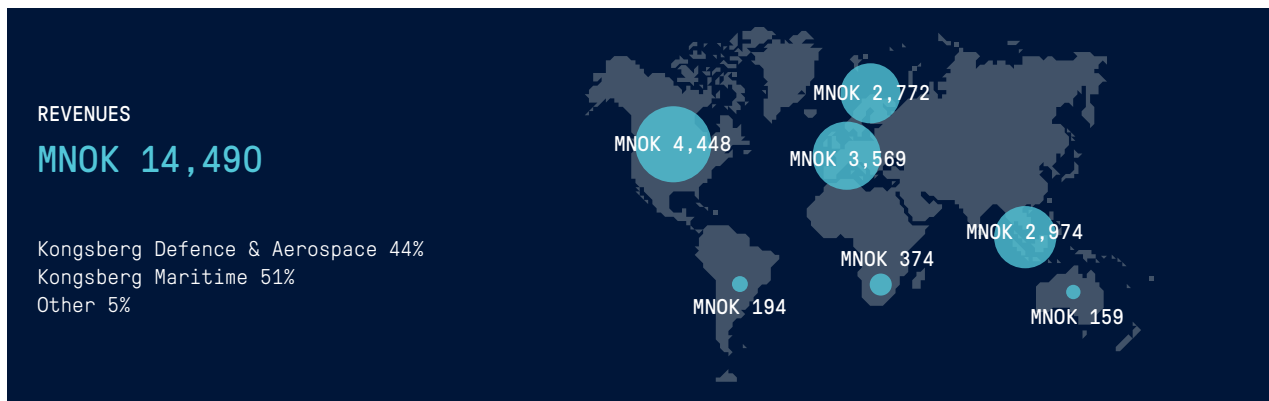 REVENUES
MNOK 14,490
Kongsberg Defence & Aerospace 44%
Kongsberg Maritime 51%
Other 5%
MNOK 2,772
MNOK 4,448
MNOK 3,569
MNOK 2,974
MNOK 374
MNOK 194
MNOK 159